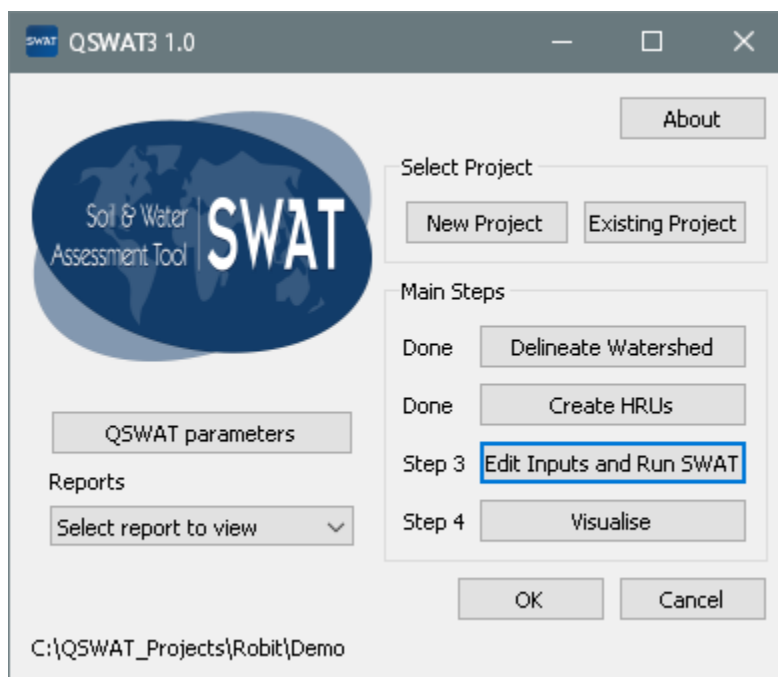 SWAT QSWAT3 1.0
About
Soil & Water
Assessment Tool
SWAT
Select Project
New Project Existing Project
Main Steps
Done Delineate Watershed
Done Create HRUs
Step 3 Edit Inputs and Run SWAT
Step 4 Visualise
QSWAT parameters
Reports
Select report to view
OK Cancel
C:\QSWAT_Projects\Robit\Demo